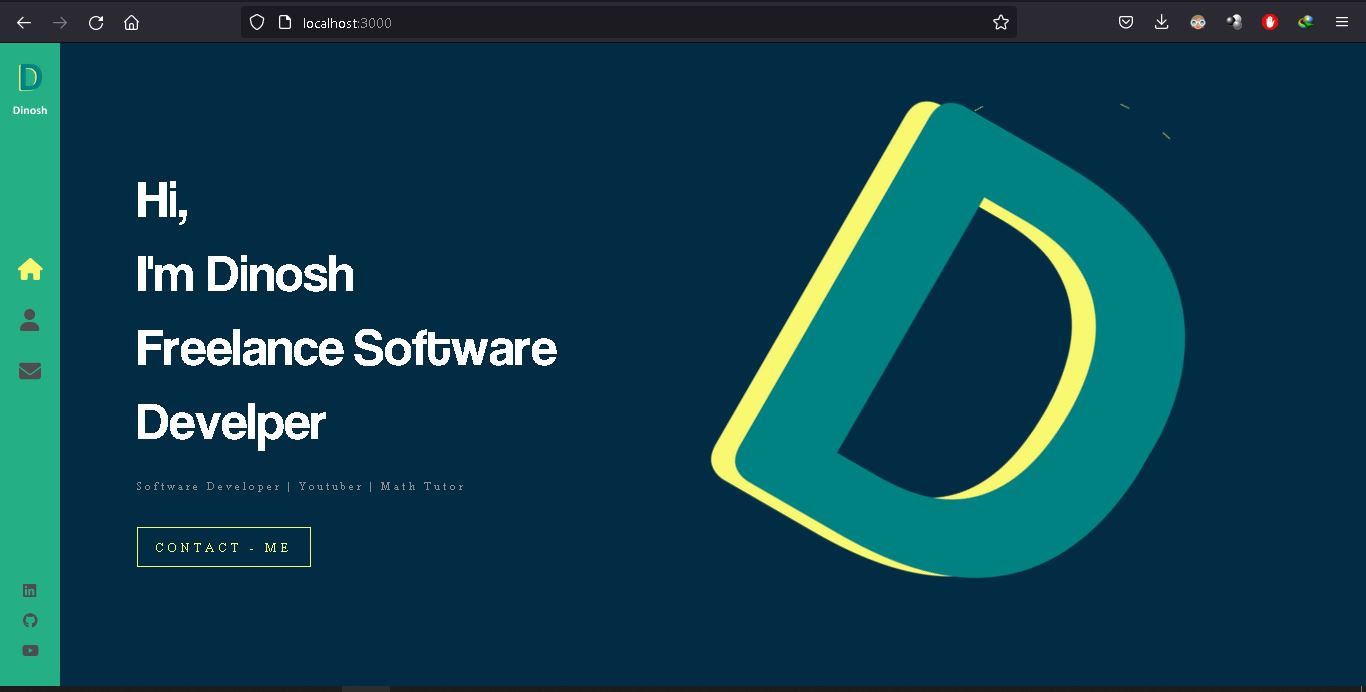 localhost:3000
D
Dinosh
Hi,
I'm Dinosh
Freelance Software
Develper
Software Developer | Youtuber | Math Tutor
CONTACT - ME
D